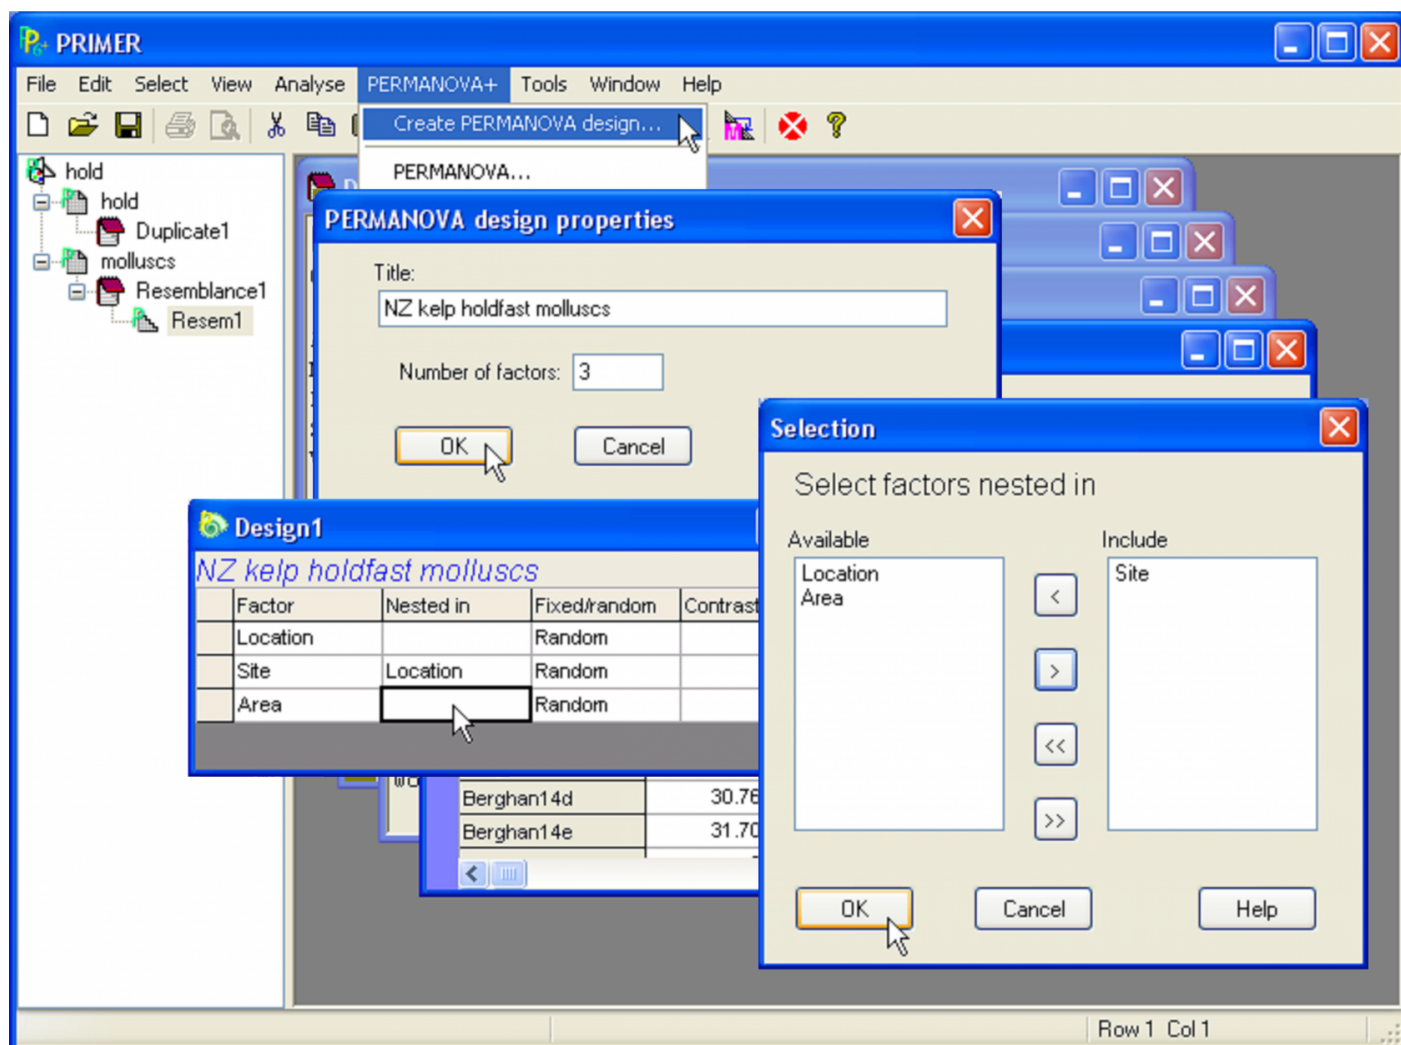 PRIMER
File Edit Select View Analyse PERMANOVA+ Tools Window Help
Create PERMANOVA design...
PERMANOVA...
hold
hold
Duplicate1
molluscs
Resemblance1
Resem1
PERMANOVA design properties
Title:
NZ kelp holdfast molluscs
Number of factors: 3
OK Cancel
Design1
NZ kelp holdfast molluscs
Factor Nested in Fixed/random Contrast
Location Random
Site Location Random
Area Random
Berghan14d 30.76
Berghan14e 31.70
Selection
Select factors nested in
Available Include
Location Site
Area
<
>
<<
>>
OK Cancel Help
Row 1 Col 1